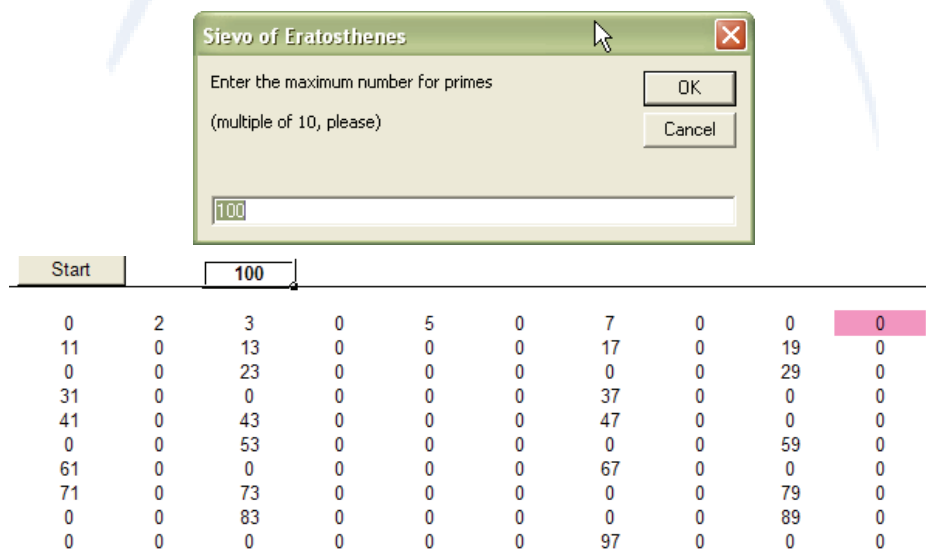 Sievo of Eratosthenes
Enter the maximum number for primes
OK
(multiple of 10, please)
Cancel
100
Start 100
0 2 3 0 5 0 7 0 0 0
11 0 13 0 0 0 17 0 19 0
0 0 23 0 0 0 0 0 29 0
31 0 0 0 0 0 37 0 0 0
41 0 43 0 0 0 47 0 0 0
0 0 53 0 0 0 0 0 59 0
61 0 0 0 0 0 67 0 0 0
71 0 73 0 0 0 0 0 79 0
0 0 83 0 0 0 0 0 89 0
0 0 0 0 0 0 97 0 0 0